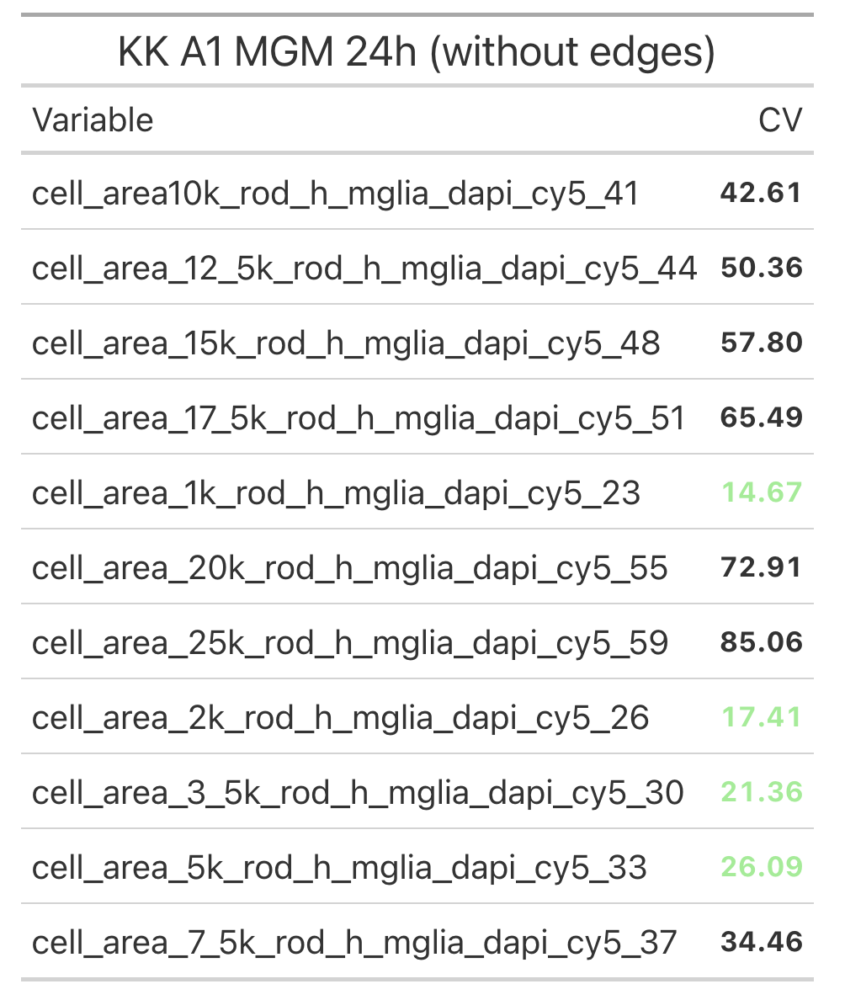 KK A1 MGM 24h (without edges)
Variable CV
cell_area10k_rod_h_mglia_dapi_cy5_41 42.61
cell_area_12_5k_rod_h_mglia_dapi_cy5_44 50.36
cell_area_15k_rod_h_mglia_dapi_cy5_48 57.80
cell_area_17_5k_rod_h_mglia_dapi_cy5_51 65.49
cell_area_1k_rod_h_mglia_dapi_cy5_23 14.67
cell_area_20k_rod_h_mglia_dapi_cy5_55 72.91
cell_area_25k_rod_h_mglia_dapi_cy5_59 85.06
cell_area_2k_rod_h_mglia_dapi_cy5_26 17.41
cell_area_3_5k_rod_h_mglia_dapi_cy5_30 21.36
cell_area_5k_rod_h_mglia_dapi_cy5_33 26.09
cell_area_7_5k_rod_h_mglia_dapi_cy5_37 34.46